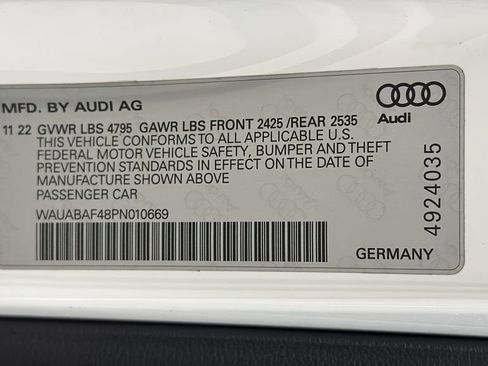 MFD. BY AUDI AG
11 22 GVWR LBS 4795 GAWR LBS FRONT 2425 /REAR 2535
THIS VEHICLE CONFORMS TO ALL APPLICABLE U.S.
FEDERAL MOTOR VEHICLE SAFETY, BUMPER AND THEFT
PREVENTION STANDARDS IN EFFECT ON THE DATE
OF MANUFACTURE SHOWN ABOVE
PASSENGER CAR
WAUABAF48PN010669
Audi
4924035
GERMANY